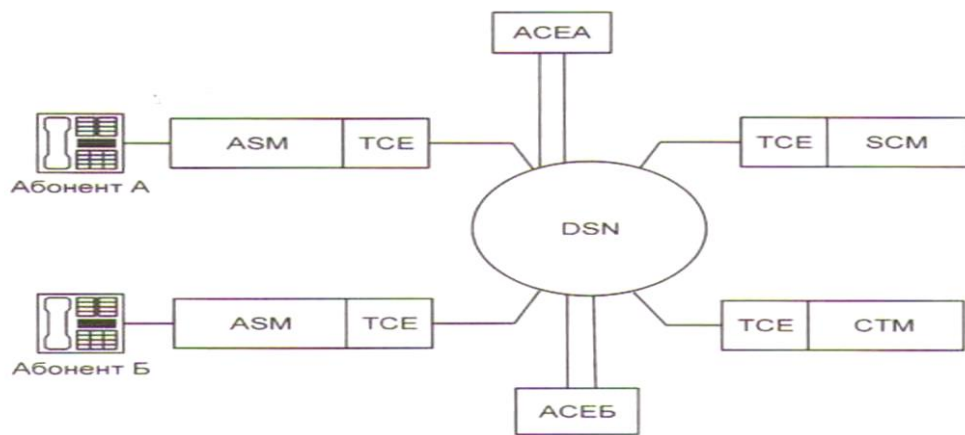 ACEA
ASM TCE
TCE SCM
Абонент А
DSN
ASM TCE
TCE CTM
Абонент Б
ACEБ